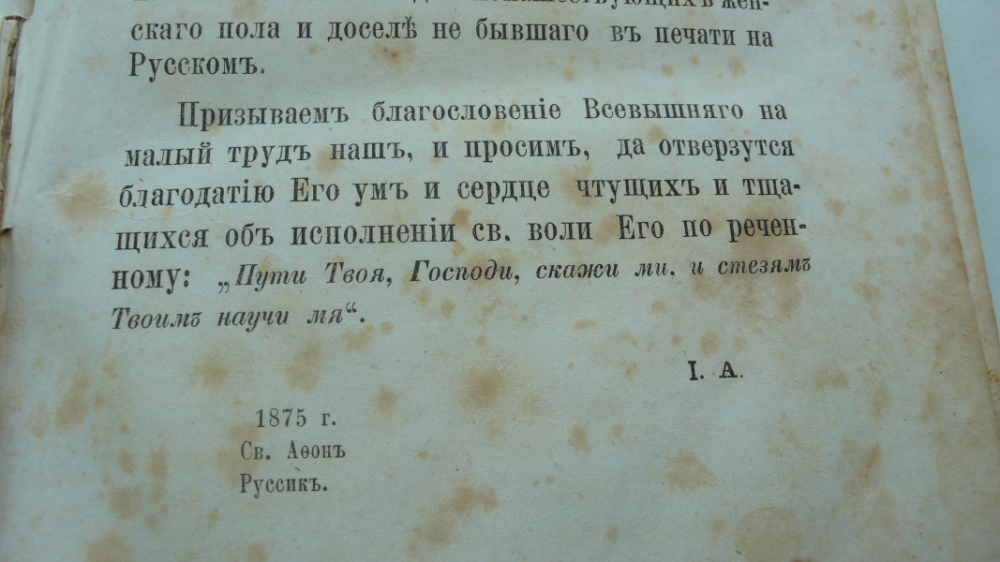 скаго пола и доселѣ не бывшаго въ печати на
Русскомъ.
Призываемъ благословеніе Всевышняго на
малый трудъ нашъ, и просимъ, да отверзутся
благодатію Его умъ и сердце чтущихъ и тща-
щихся объ исполненіи св. воли Его по речен-
ному: „Пути Твоя, Господи, скажи ми, и стезямъ
Твоимъ научи мя“.
I. А.
1875 г.
Св. Аѳонъ
Руссикъ.